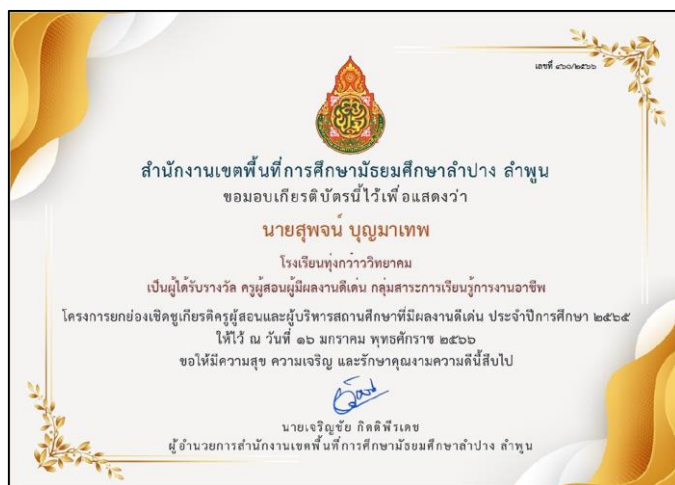 เลขที่ ๔๖๐/๒๕๖๖
สำนักงานเขตพื้นที่การศึกษามัธยมศึกษาลำปาง ลำพูน
ขอมอบเกียรติบัตรนี้ไว้เพื่อแสดงว่า
นายสุพจน์ บุญมาเทพ
โรงเรียนทุ่งกว๋าววิทยาคม
เป็นผู้ได้รับรางวัล ครูผู้สอนผู้มีผลงานดีเด่น กลุ่มสาระการเรียนรู้การงานอาชีพ
โครงการยกย่องเชิดชูเกียรติครูผู้สอนและผู้บริหารสถานศึกษาที่มีผลงานดีเด่น ประจำปีการศึกษา ๒๕๖๕
ให้ไว้ ณ วันที่ ๑๖ มกราคม พุทธศักราช ๒๕๖๖
ขอให้มีความสุข ความเจริญ และรักษาคุณงามความดีนี้สืบไป
นายเจริญชัย กิตติพีรเดช
ผู้อำนวยการสำนักงานเขตพื้นที่การศึกษามัธยมศึกษาลำปาง ลำพูน